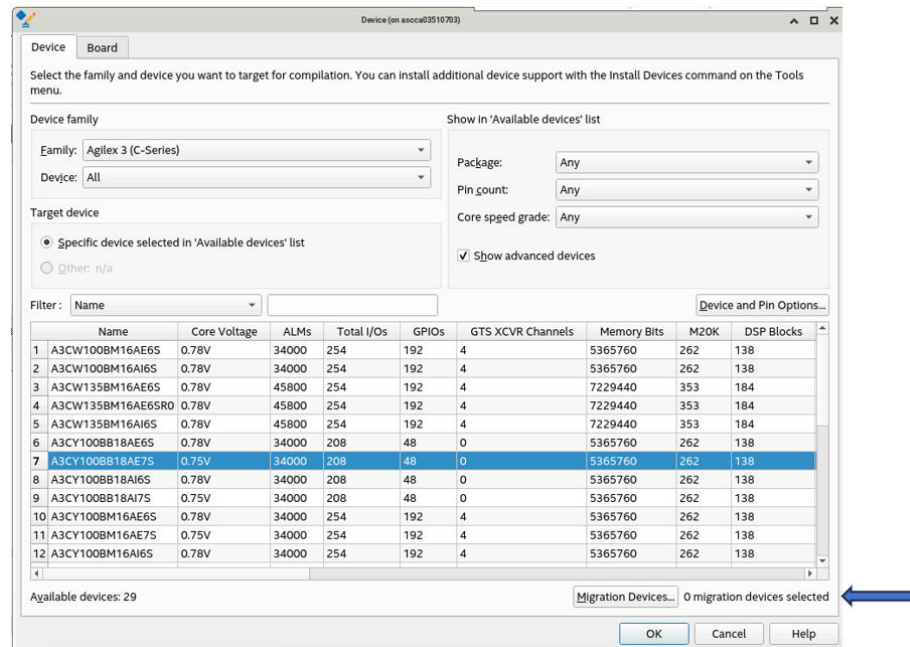 Device (on ascca03510703)
Device Board
Select the family and device you want to target for compilation. You can install additional device support with the Install Devices command on the Tools
menu.
Device family
Family: Agilex 3 (C-Series)
Device: All
Show in 'Available devices' list
Package: Any
Pin count: Any
Core speed grade: Any
Show advanced devices
Target device
Specific device selected in 'Available devices' list
Other: n/a
Filter : Name
Device and Pin Options...
Name Core Voltage ALMs Total I/Os GPIOs GTS XCVR Channels Memory Bits M20K DSP Blocks
1 A3CW100BM16AE6S 0.78V 34000 254 192 4 5365760 262 138
2 A3CW100BM16AI6S 0.78V 34000 254 192 4 5365760 262 138
3 A3CW135BM16AE6S 0.78V 45800 254 192 4 7229440 353 184
4 A3CW135BM16AE6SR0 0.78V 45800 254 192 4 7229440 353 184
5 A3CW135BM16AI6S 0.78V 45800 254 192 4 7229440 353 184
6 A3CY100BB18AE6S 0.78V 34000 208 48 0 5365760 262 138
7 A3CY100BB18AE7S 0.75V 34000 208 48 0 5365760 262 138
8 A3CY100BB18AI6S 0.78V 34000 208 48 0 5365760 262 138
9 A3CY100BB18AI7S 0.75V 34000 208 48 0 5365760 262 138
10 A3CY100BM16AE6S 0.78V 34000 254 192 4 5365760 262 138
11 A3CY100BM16AE7S 0.75V 34000 254 192 4 5365760 262 138
12 A3CY100BM16AI6S 0.78V 34000 254 192 4 5365760 262 138
Available devices: 29
Migration Devices... 0 migration devices selected
OK Cancel Help